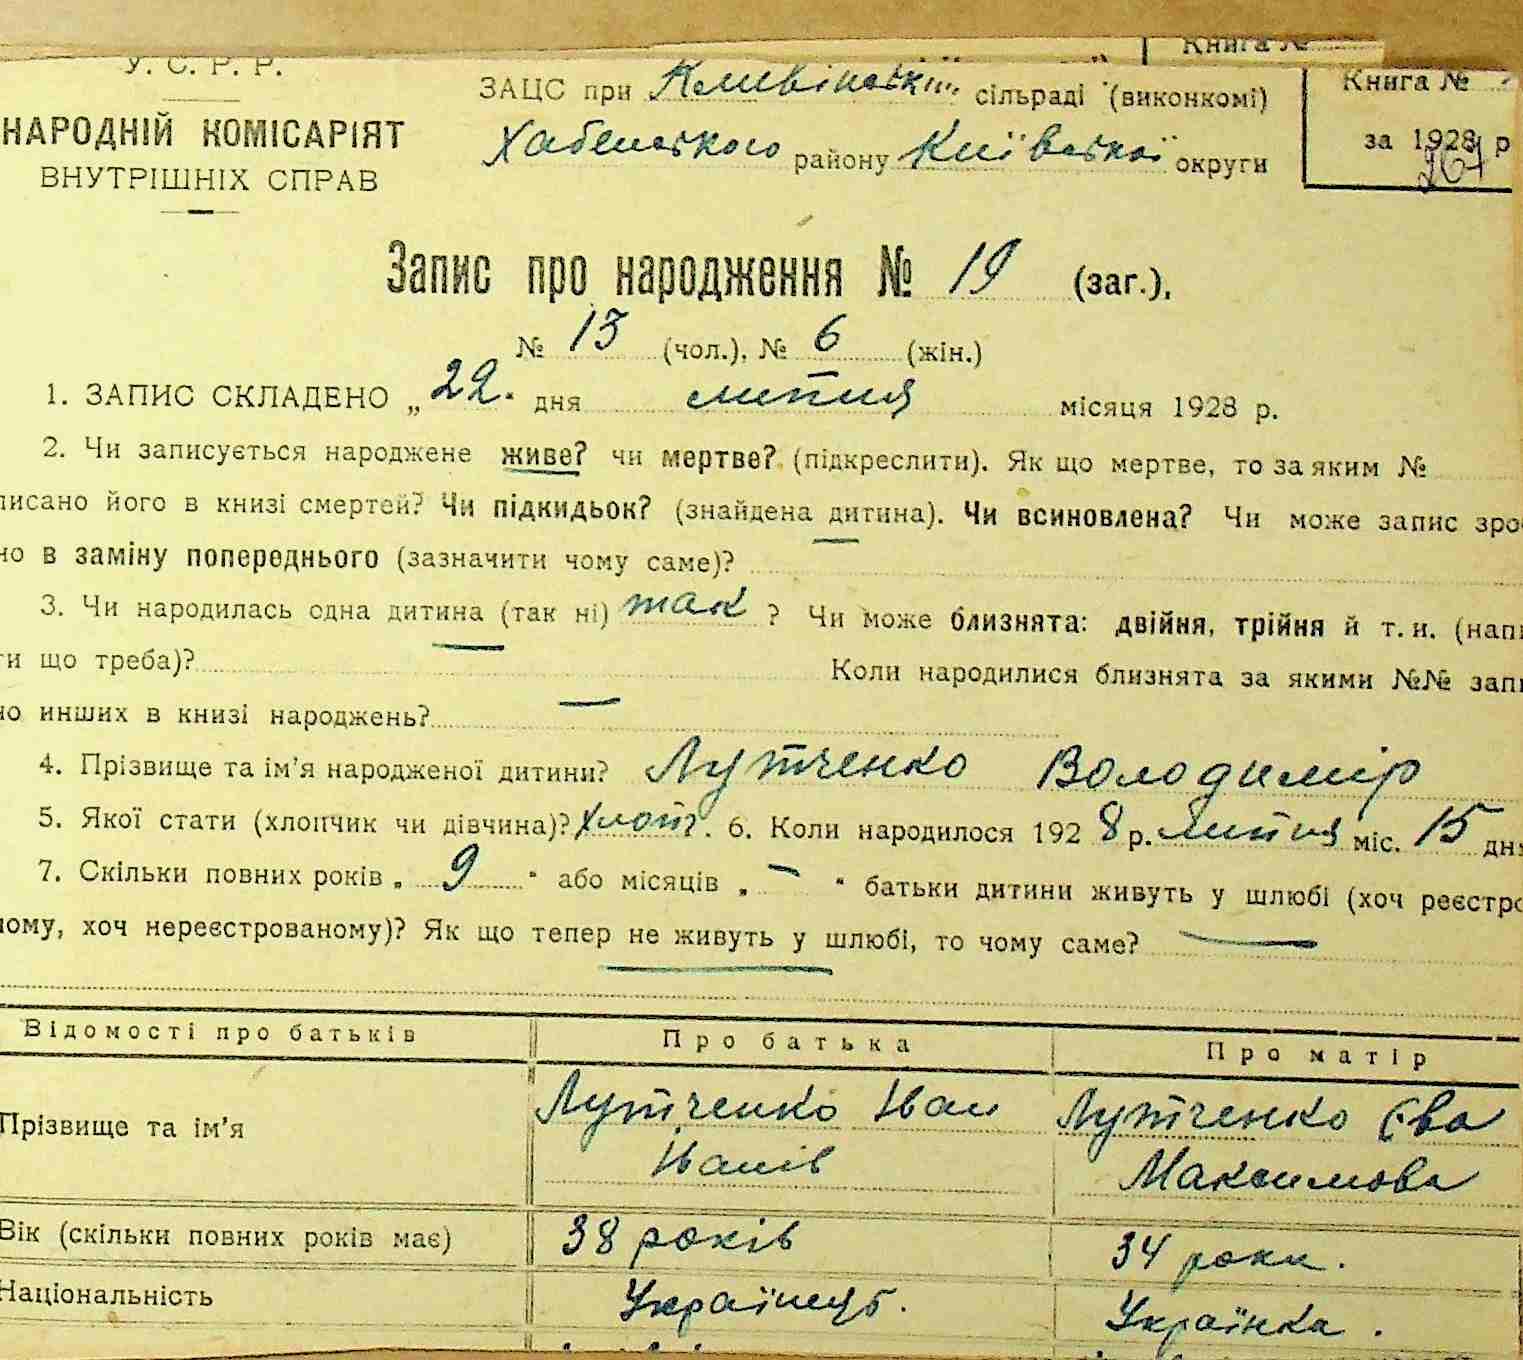 Книга №
У. С. Р. Р.
НАРОДНІЙ КОМІСАРІЯТ
ВНУТРІШНІХ СПРАВ
ЗАЦС при сільраді (виконкомі)
Хабенського району Київської округи
Книга №
за 1928 р
264
Запис про народження № 19 (заг.),
№ 13 (чол.), № 6 (жін.)
1. ЗАПИС СКЛАДЕНО „22." дня липня місяця 1928 р.
2. Чи записується народжене живе? чи мертве? (підкреслити). Як що мертве, то за яким №
писано його в книзі смертей? Чи підкидьок? (знайдена дитина). Чи всиновлена? Чи може запис зро
но в заміну попереднього (зазначити чому саме)?
3. Чи народилась одна дитина (так ні) так ? Чи може близнята: двійня, трійня й т. и. (нап
ти що треба)? — Коли народилися близнята за якими №№ зап
но инших в книзі народжень? —
4. Прізвище та ім'я народженої дитини? Лутченко Володимір
5. Якої стати (хлопчик чи дівчина)? хлопч. 6. Коли народилося 1928 р. липня міс. 15 дн
7. Скільки повних років „ 9 " або місяців „ — " батьки дитини живуть у шлюбі (хоч реєстро
ному, хоч нереєстрованому)? Як що тепер не живуть у шлюбі, то чому саме? —
Відомості про батьків Про батька Про матір
Прізвище та ім'я Лутченко Іван Лутченко Єва
Іванів Максимова
Вік (скільки повних років має) 38 років 34 роки.
Національність Українець. Українка.